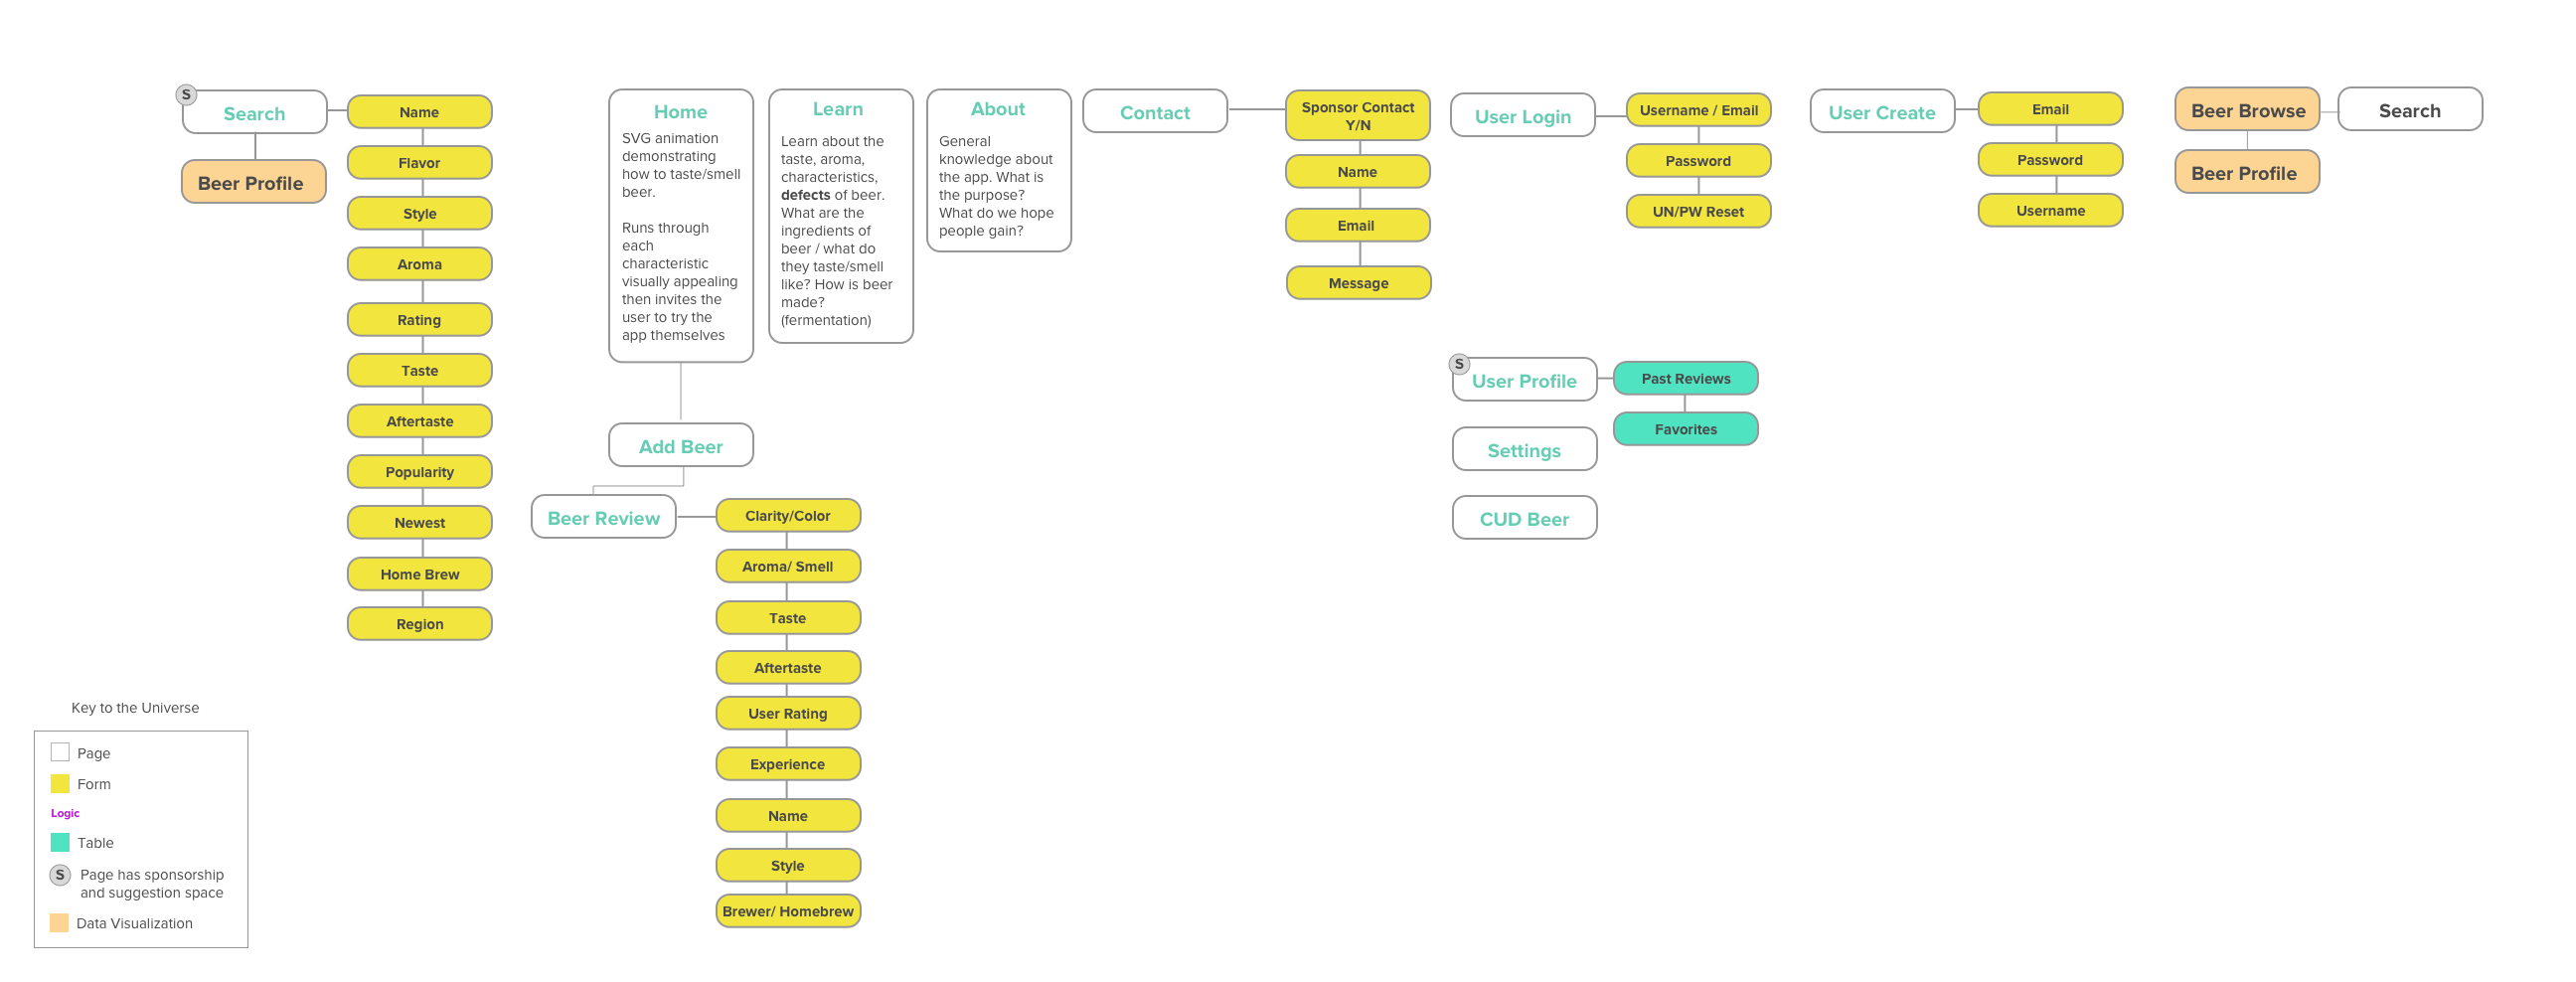 S
Search
Beer Profile
Name
Flavor
Style
Aroma
Rating
Taste
Aftertaste
Popularity
Newest
Home Brew
Region
Home
SVG animation
demonstrating
how to taste/smell
beer.
Runs through
each
characteristic
visually appealing
then invites the
user to try the
app themselves
Learn
Learn about the
taste, aroma,
characteristics,
defects of beer.
What are the
ingredients of
beer / what do
they taste/smell
like? How is beer
made?
(fermentation)
About
General
knowledge about
the app. What is
the purpose?
What do we hope
people gain?
Contact
Sponsor Contact
Y/N
Name
Email
Message
User Login
Username / Email
Password
UN/PW Reset
User Create
Email
Password
Username
Beer Browse
Search
Beer Profile
Add Beer
Beer Review
Clarity/Color
Aroma/ Smell
Taste
Aftertaste
User Rating
Experience
Name
Style
Brewer/ Homebrew
S
User Profile
Past Reviews
Favorites
Settings
CUD Beer
Key to the Universe
Page
Form
Logic
Table
S
Page has sponsorship
and suggestion space
Data Visualization